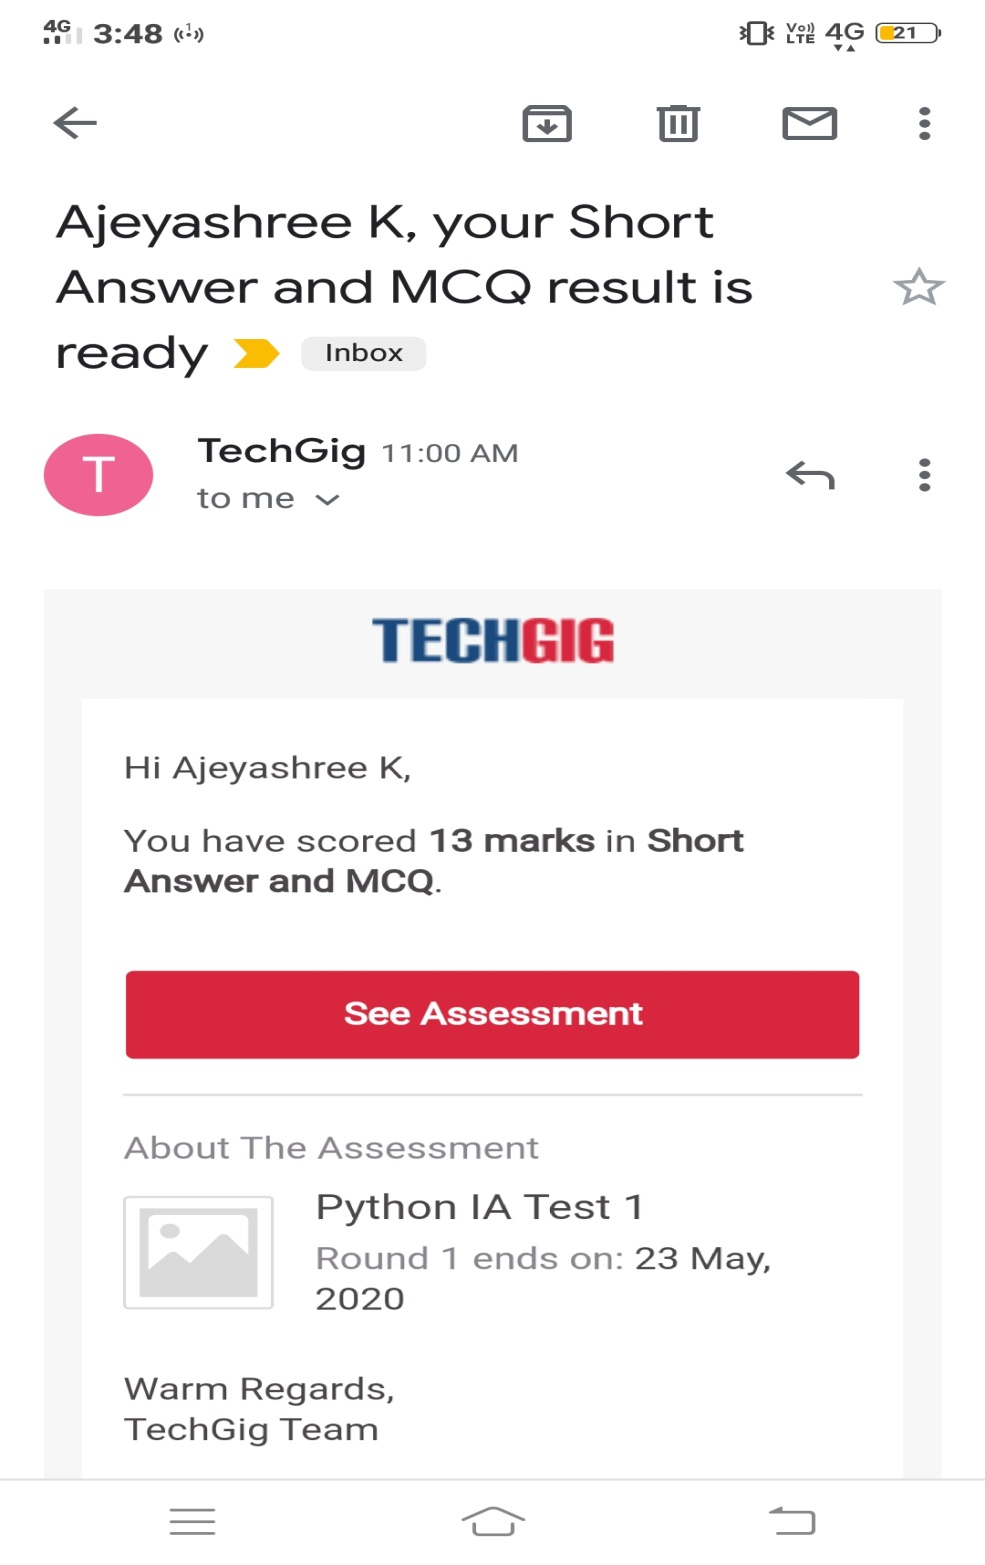 4G 3:48 Vo)) LTE 4G 21
Ajeyashree K, your Short
Answer and MCQ result is
ready Inbox
T
TechGig 11:00 AM
to me
TECHGIG
Hi Ajeyashree K,
You have scored 13 marks in Short
Answer and MCQ.
See Assessment
About The Assessment
Python IA Test 1
Round 1 ends on: 23 May,
2020
Warm Regards,
TechGig Team